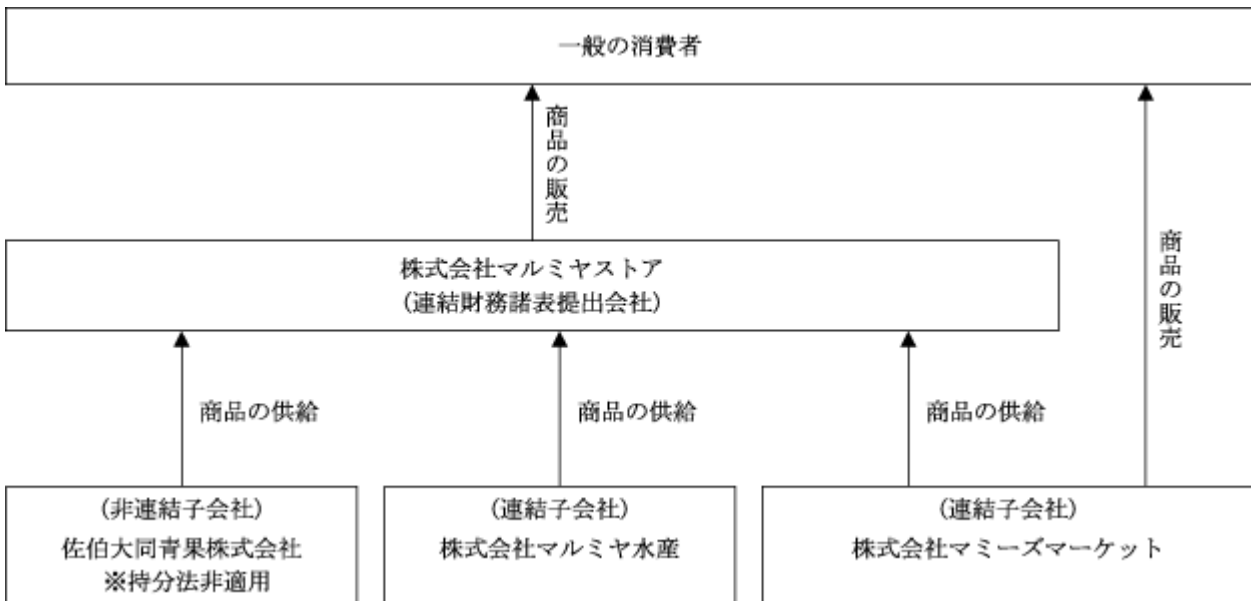 一般の消費者
商品の販売
株式会社マルミヤストア
(連結財務諸表提出会社)
商品の販売
商品の供給
商品の供給
商品の供給
(非連結子会社)
佐伯大同青果株式会社
※持分法非適用
(連結子会社)
株式会社マルミヤ水産
(連結子会社)
株式会社マミーズマーケット